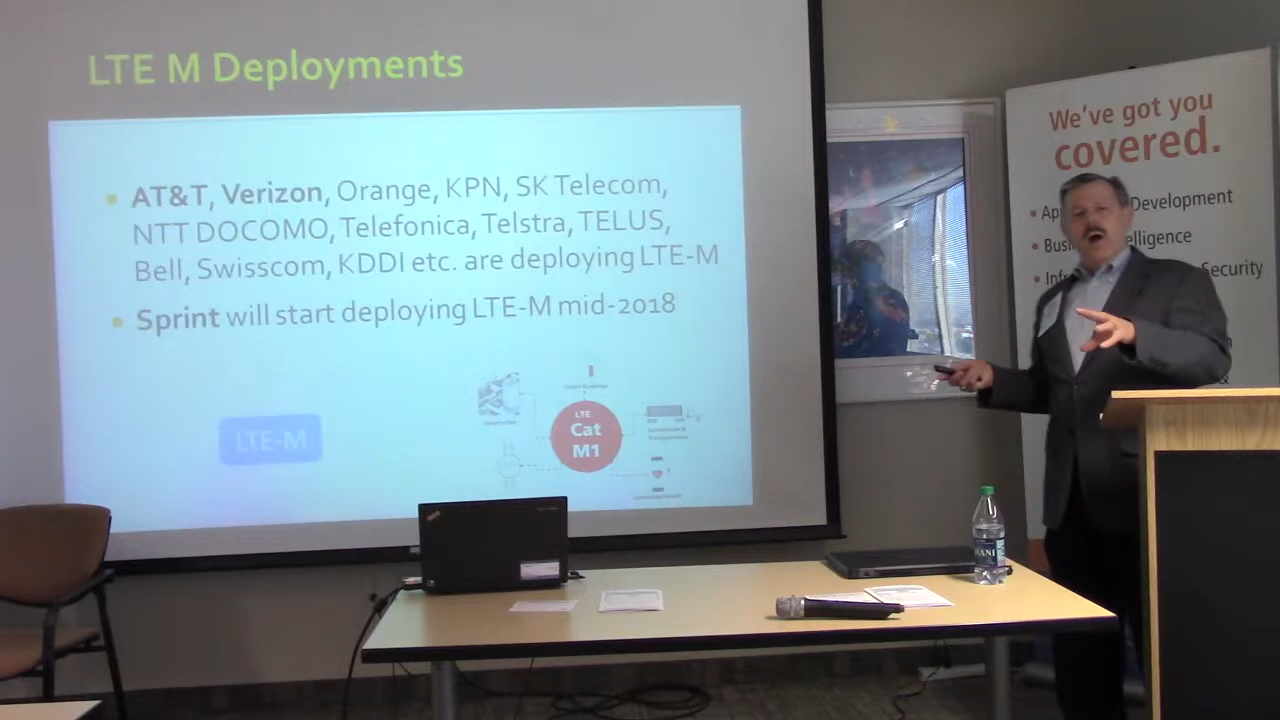 LTE M Deployments
AT&T, Verizon, Orange, KPN, SK Telecom,
NTT DOCOMO, Telefonica, Telstra, TELUS,
Bell, Swisscom, KDDI etc. are deploying LTE-M
Sprint will start deploying LTE-M mid-2018
LTE-M
LTE
Cat
M1
We've got you
covered.
Development
Security